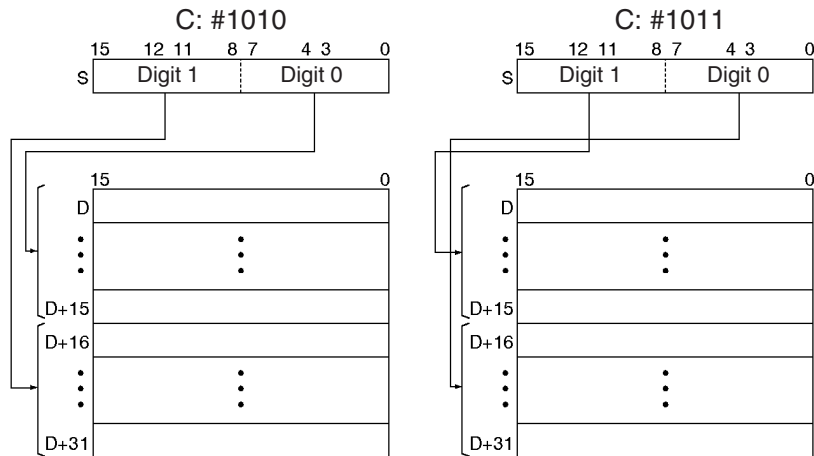 C: #1010
15 12 11 8 7 4 3 0
S Digit 1 Digit 0
15 0
D
D+15
D+16
D+31
C: #1011
15 12 11 8 7 4 3 0
S Digit 1 Digit 0
15 0
D
D+15
D+16
D+31